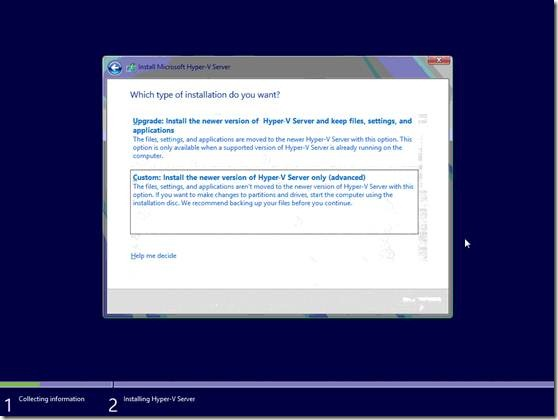 Install Microsoft Hyper-V Server
Which type of installation do you want?
Upgrade: Install the newer version of Hyper-V Server and keep files, settings, and
applications
The files, settings, and applications are moved to the newer Hyper-V Server with this option. This
option is only available when a supported version of Hyper-V Server is already running on the
computer.
Custom: Install the newer version of Hyper-V Server only (advanced)
The files, settings, and applications aren't moved to the newer version of Hyper-V Server with this
option. If you want to make changes to partitions and drives, start the computer using the
installation disc. We recommend backing up your files before you continue.
Help me decide
1 Collecting information
2 Installing Hyper-V Server